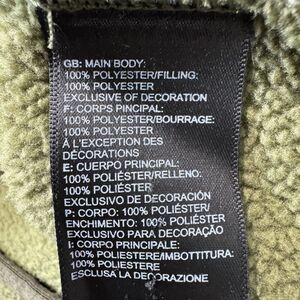 GB: MAIN BODY:
100% POLYESTER/FILLING:
100% POLYESTER
EXCLUSIVE OF DECORATION
F: CORPS PINCIPAL:
100% POLYESTER/BOURRAGE:
100% POLYESTER
À L'EXCEPTION DES
DÉCORATIONS
E: CUERPO PRINCIPAL:
100% POLIÉSTER/RELLENO:
100% POLIÉSTER
EXCLUSIVO DE DECORACIÓN
P: CORPO: 100% POLIÉSTER/
ENCHIMENTO: 100% POLIÉSTER
EXCLUSIVO PARA DECORAÇÃO
I: CORPO PRINCIPALE:
100% POLIESTERE/IMBOTTITURA:
100% POLIESTERE
ESCLUSA LA DECORAZIONE